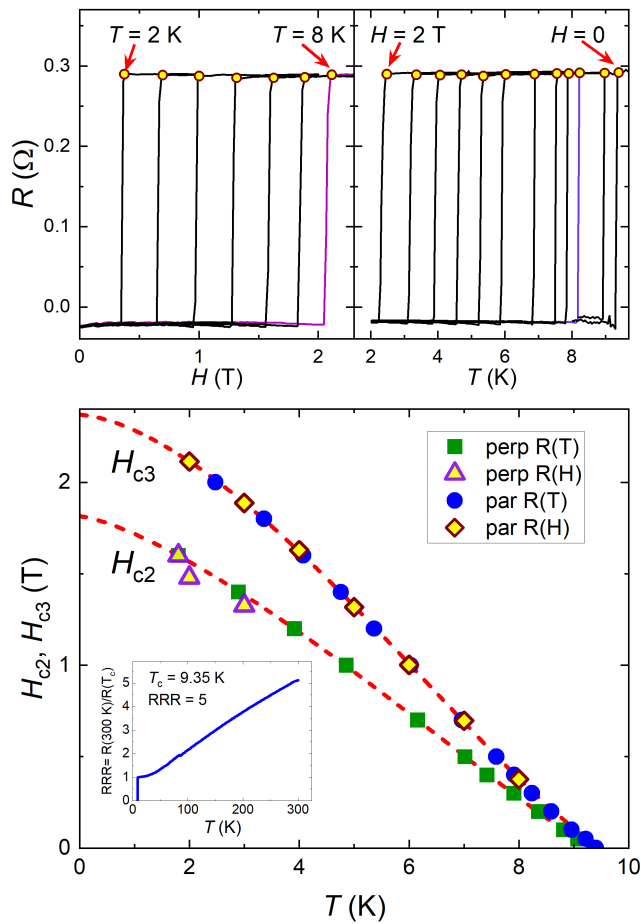 T = 2 K
T = 8 K
H = 2 T
H = 0
0.3
0.2
0.1
0.0
R (Ω)
0 1 2
H (T)
2 4 6 8
T (K)
Hc3
Hc2
perp R(T)
perp R(H)
par R(T)
par R(H)
2
1
0
Hc2, Hc3 (T)
Tc = 9.35 K
RRR = 5
RRR= R(300 K)/R(Tc)
5
4
3
2
1
0
0 100 200 300
T (K)
0 2 4 6 8 10
T (K)